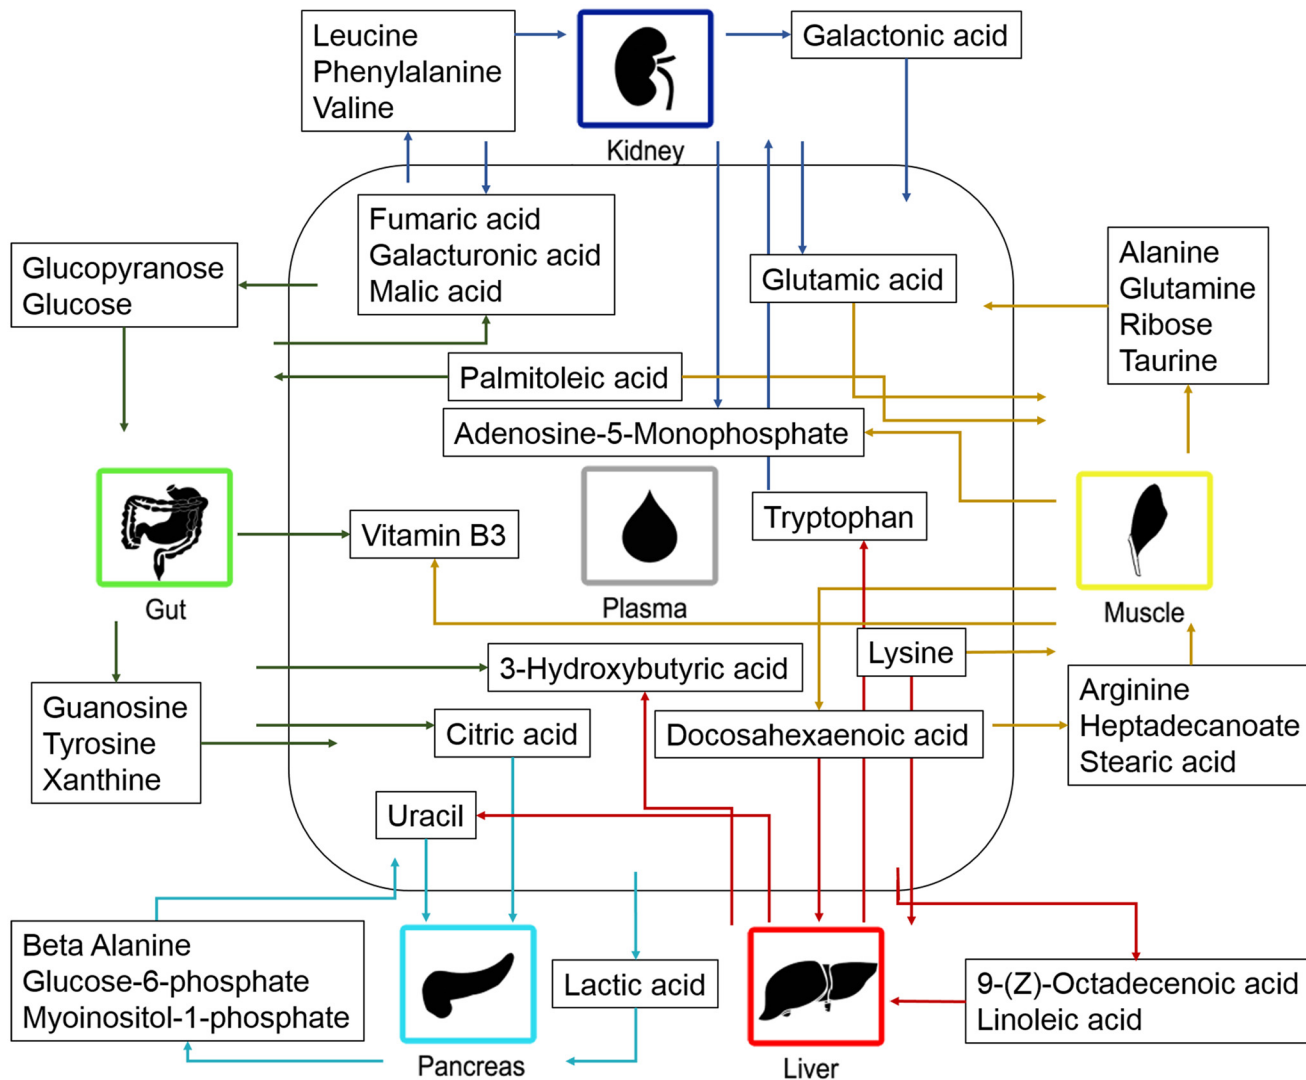 Leucine
Phenylalanine
Valine
Kidney
Galactonic acid
Fumaric acid
Galacturonic acid
Malic acid
Glucopyranose
Glucose
Glutamic acid
Alanine
Glutamine
Ribose
Taurine
Palmitoleic acid
Adenosine-5-Monophosphate
Vitamin B3
Tryptophan
Gut
Plasma
Muscle
Lysine
3-Hydroxybutyric acid
Guanosine
Tyrosine
Xanthine
Citric acid
Docosahexaenoic acid
Arginine
Heptadecanoate
Stearic acid
Uracil
Beta Alanine
Glucose-6-phosphate
Myoinositol-1-phosphate
Pancreas
Lactic acid
Liver
9-(Z)-Octadecenoic acid
Linoleic acid